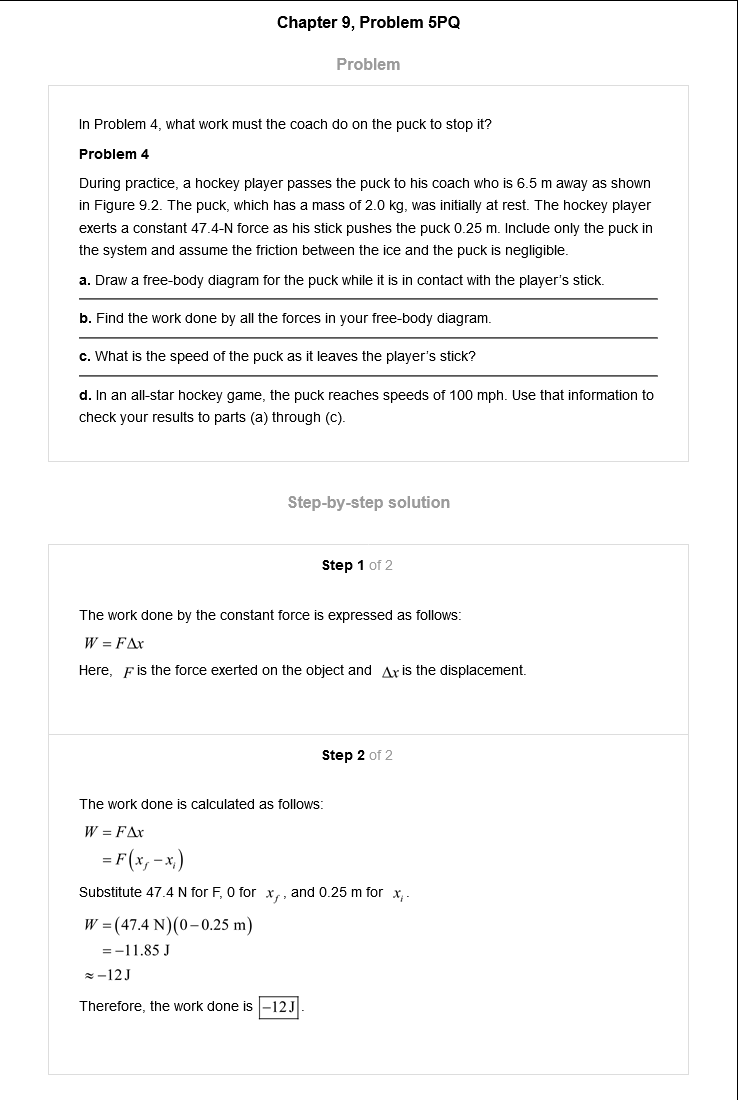 Chapter 9, Problem 5PQ
Problem
In Problem 4, what work must the coach do on the puck to stop it?
Problem 4
During practice, a hockey player passes the puck to his coach who is 6.5 m away as shown
in Figure 9.2. The puck, which has a mass of 2.0 kg, was initially at rest. The hockey player
exerts a constant 47.4-N force as his stick pushes the puck 0.25 m. Include only the puck in
the system and assume the friction between the ice and the puck is negligible.
a. Draw a free-body diagram for the puck while it is in contact with the player's stick.
b. Find the work done by all the forces in your free-body diagram.
c. What is the speed of the puck as it leaves the player's stick?
d. In an all-star hockey game, the puck reaches speeds of 100 mph. Use that information to
check your results to parts (a) through (c).
Step-by-step solution
Step 1 of 2
The work done by the constant force is expressed as follows:
W = FΔx
Here, F is the force exerted on the object and Δx is the displacement.
Step 2 of 2
The work done is calculated as follows:
W = FΔx
= F(x_f − x_i)
Substitute 47.4 N for F, 0 for x_f, and 0.25 m for x_i.
W = (47.4 N)(0 − 0.25 m)
= −11.85 J
≈ −12 J
Therefore, the work done is −12 J.